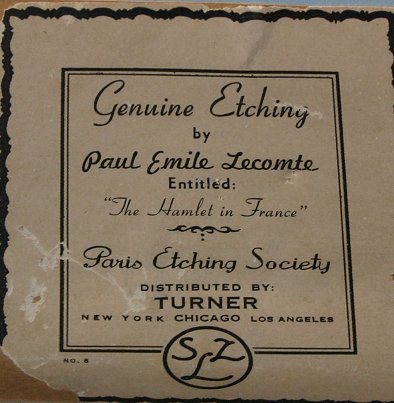 Genuine Etching
by
Paul Emile Lecomte
Entitled:
"The Hamlet in France"
Paris Etching Society
DISTRIBUTED BY:
TURNER
NEW YORK CHICAGO LOS ANGELES
SLZ
NO. 8